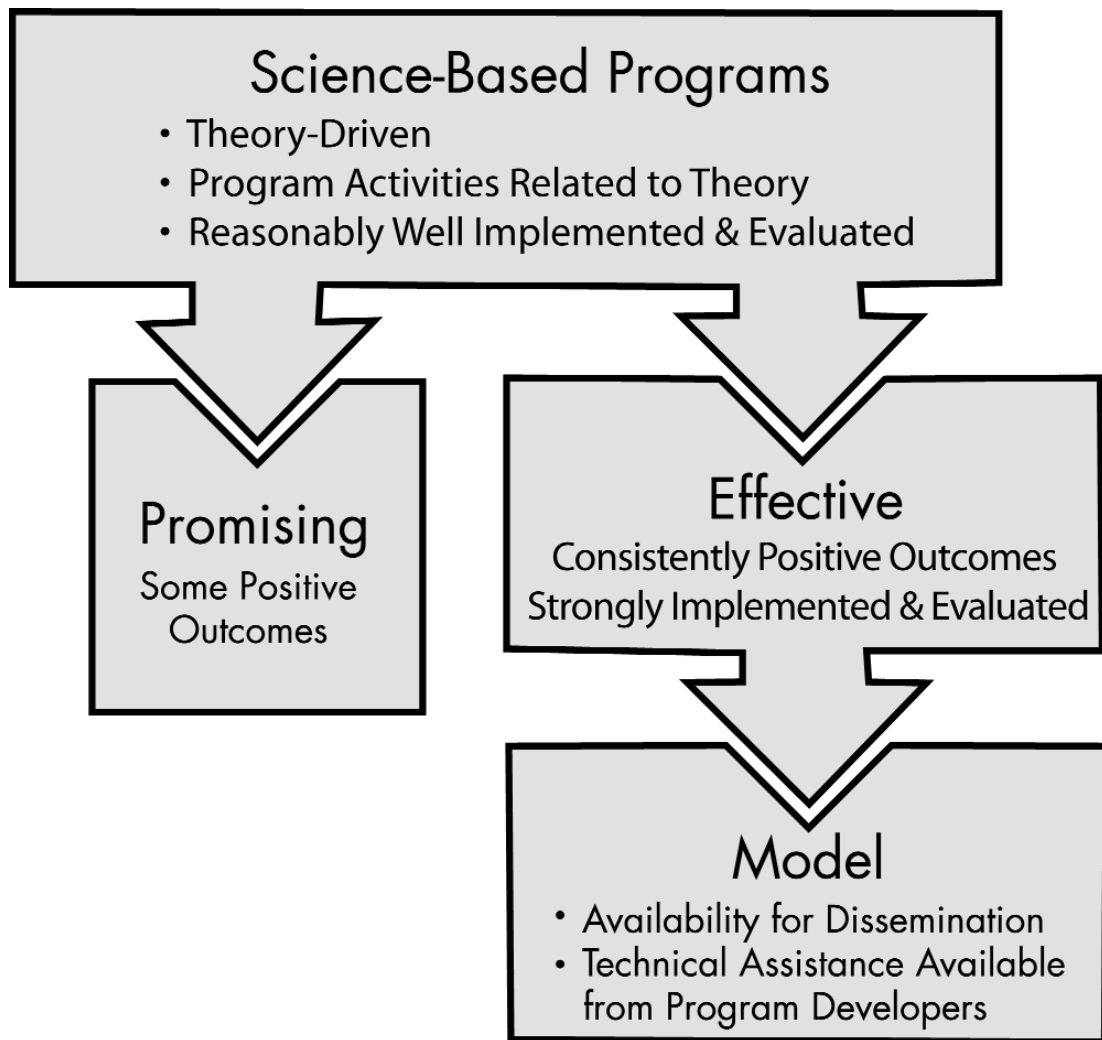 Science-Based Programs
• Theory-Driven
• Program Activities Related to Theory
• Reasonably Well Implemented & Evaluated
Promising
Some Positive
Outcomes
Effective
Consistently Positive Outcomes
Strongly Implemented & Evaluated
Model
• Availability for Dissemination
• Technical Assistance Available
from Program Developers